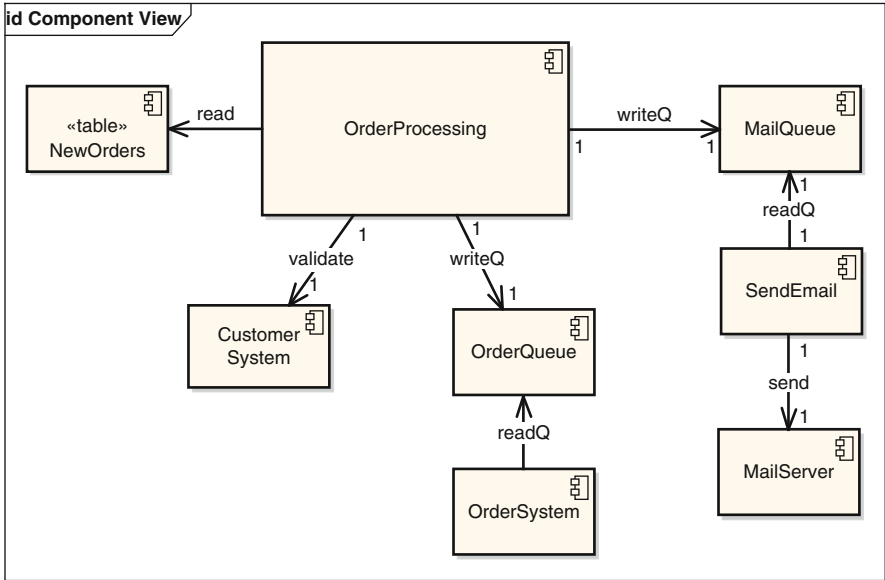 id Component View
«table»
NewOrders
read
OrderProcessing
writeQ
1
1
MailQueue
1
readQ
1
SendEmail
1
validate
1
Customer
System
1
writeQ
1
OrderQueue
readQ
OrderSystem
1
send
1
MailServer